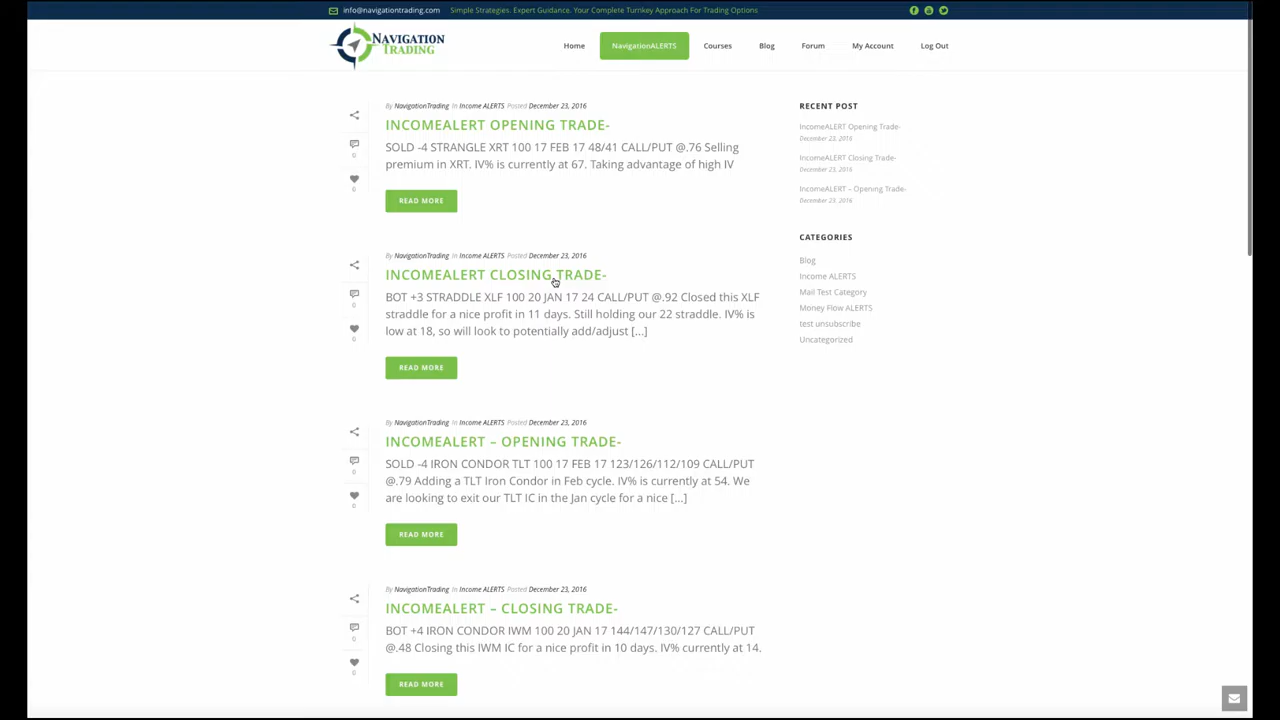 info@navigationtrading.com Simple Strategies. Expert Guidance. Your Complete Turnkey Approach For Trading Options
NAVIGATION
TRADING
Home NavigationALERTS Courses Blog Forum My Account Log Out
By NavigationTrading In Income ALERTS Posted December 23, 2016
INCOMEALERT OPENING TRADE-
SOLD -4 STRANGLE XRT 100 17 FEB 17 48/41 CALL/PUT @.76 Selling
premium in XRT. IV% is currently at 67. Taking advantage of high IV
0
0
READ MORE
By NavigationTrading In Income ALERTS Posted December 23, 2016
INCOMEALERT CLOSING TRADE-
BOT +3 STRADDLE XLF 100 20 JAN 17 24 CALL/PUT @.92 Closed this XLF
straddle for a nice profit in 11 days. Still holding our 22 straddle. IV% is
low at 18, so will look to potentially add/adjust [...]
0
0
READ MORE
By NavigationTrading In Income ALERTS Posted December 23, 2016
INCOMEALERT – OPENING TRADE-
SOLD -4 IRON CONDOR TLT 100 17 FEB 17 123/126/112/109 CALL/PUT
@.79 Adding a TLT Iron Condor in Feb cycle. IV% is currently at 54. We
are looking to exit our TLT IC in the Jan cycle for a nice [...]
0
0
READ MORE
By NavigationTrading In Income ALERTS Posted December 23, 2016
INCOMEALERT – CLOSING TRADE-
BOT +4 IRON CONDOR IWM 100 20 JAN 17 144/147/130/127 CALL/PUT
@.48 Closing this IWM IC for a nice profit in 10 days. IV% currently at 14.
0
0
READ MORE
RECENT POST
IncomeALERT Opening Trade-
December 23, 2016
IncomeALERT Closing Trade-
December 23, 2016
IncomeALERT – Opening Trade-
December 23, 2016
CATEGORIES
Blog
Income ALERTS
Mail Test Category
Money Flow ALERTS
test unsubscribe
Uncategorized